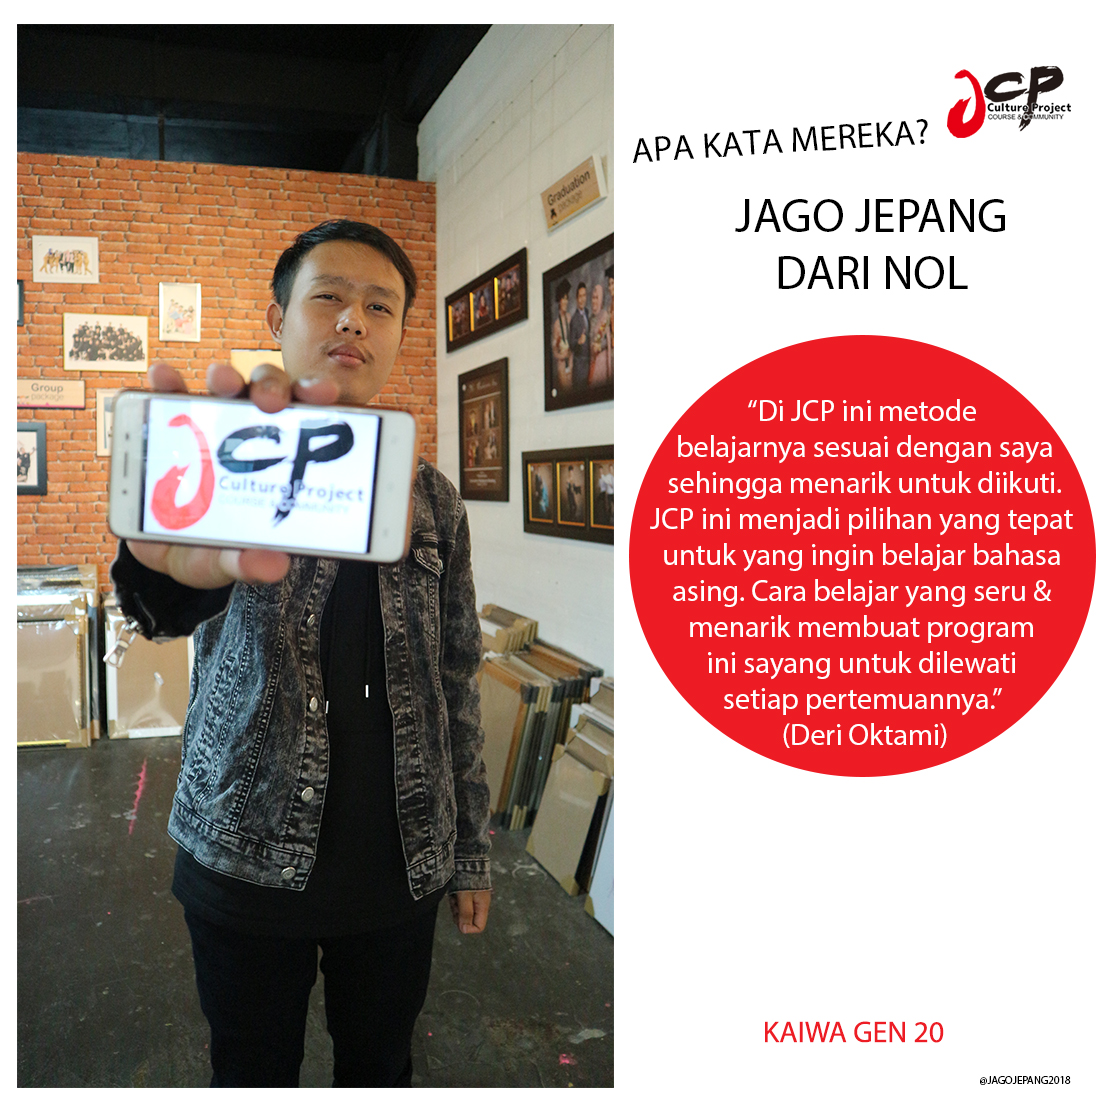 JCP
Culture Project
COURSE & COMMUNITY
APA KATA MEREKA?
JAGO JEPANG
DARI NOL
Graduation
package
Group
package
JCP
Culture Project
COURSE & COMMUNITY
“Di JCP ini metode
belajarnya sesuai dengan saya
sehingga menarik untuk diikuti.
JCP ini menjadi pilihan yang tepat
untuk yang ingin belajar bahasa
asing. Cara belajar yang seru &
menarik membuat program
ini sayang untuk dilewati
setiap pertemuannya.”
(Deri Oktami)
KAIWA GEN 20
@JAGOJEPANG2018